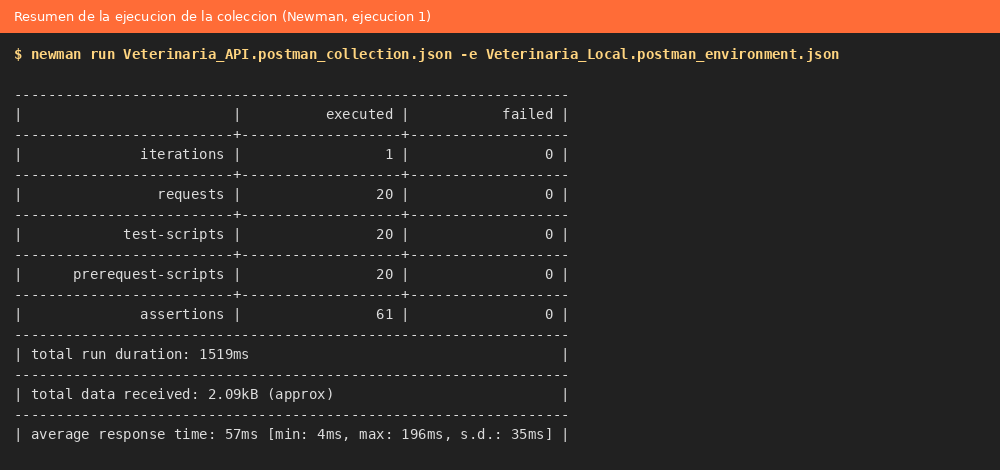 Resumen de la ejecucion de la coleccion (Newman, ejecucion 1)
$ newman run Veterinaria_API.postman_collection.json -e Veterinaria_Local.postman_environment.json
------------------------------------------------------------------
|                         |          executed |           failed |
--------------------------+-------------------+-------------------
|              iterations |                 1 |                0 |
--------------------------+-------------------+-------------------
|                requests |                20 |                0 |
--------------------------+-------------------+-------------------
|            test-scripts |                20 |                0 |
--------------------------+-------------------+-------------------
|      prerequest-scripts |                20 |                0 |
--------------------------+-------------------+-------------------
|              assertions |                61 |                0 |
------------------------------------------------------------------
| total run duration: 1519ms                                     |
------------------------------------------------------------------
| total data received: 2.09kB (approx)                           |
------------------------------------------------------------------
| average response time: 57ms [min: 4ms, max: 196ms, s.d.: 35ms] |